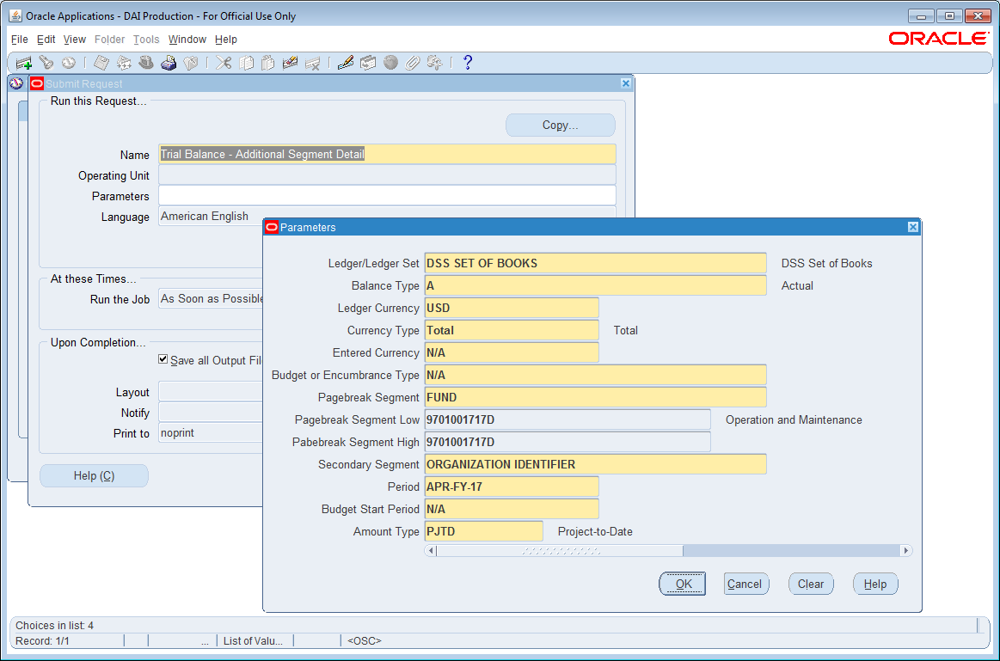 Oracle Applications - DAI Production - For Official Use Only
File Edit View Folder Tools Window Help
ORACLE
Submit Request
Run this Request...
Copy...
Name Trial Balance - Additional Segment Detail
Operating Unit
Parameters
Language American English
At these Times...
Run the Job As Soon as Possible
Upon Completion...
Save all Output Fil
Layout
Notify
Print to noprint
Help (C)
Parameters
Ledger/Ledger Set DSS SET OF BOOKS DSS Set of Books
Balance Type A Actual
Ledger Currency USD
Currency Type Total Total
Entered Currency N/A
Budget or Encumbrance Type N/A
Pagebreak Segment FUND
Pagebreak Segment Low 9701001717D Operation and Maintenance
Pabebreak Segment High 9701001717D
Secondary Segment ORGANIZATION IDENTIFIER
Period APR-FY-17
Budget Start Period N/A
Amount Type PJTD Project-to-Date
OK Cancel Clear Help
Choices in list: 4
Record: 1/1 ... List of Valu... <OSC>